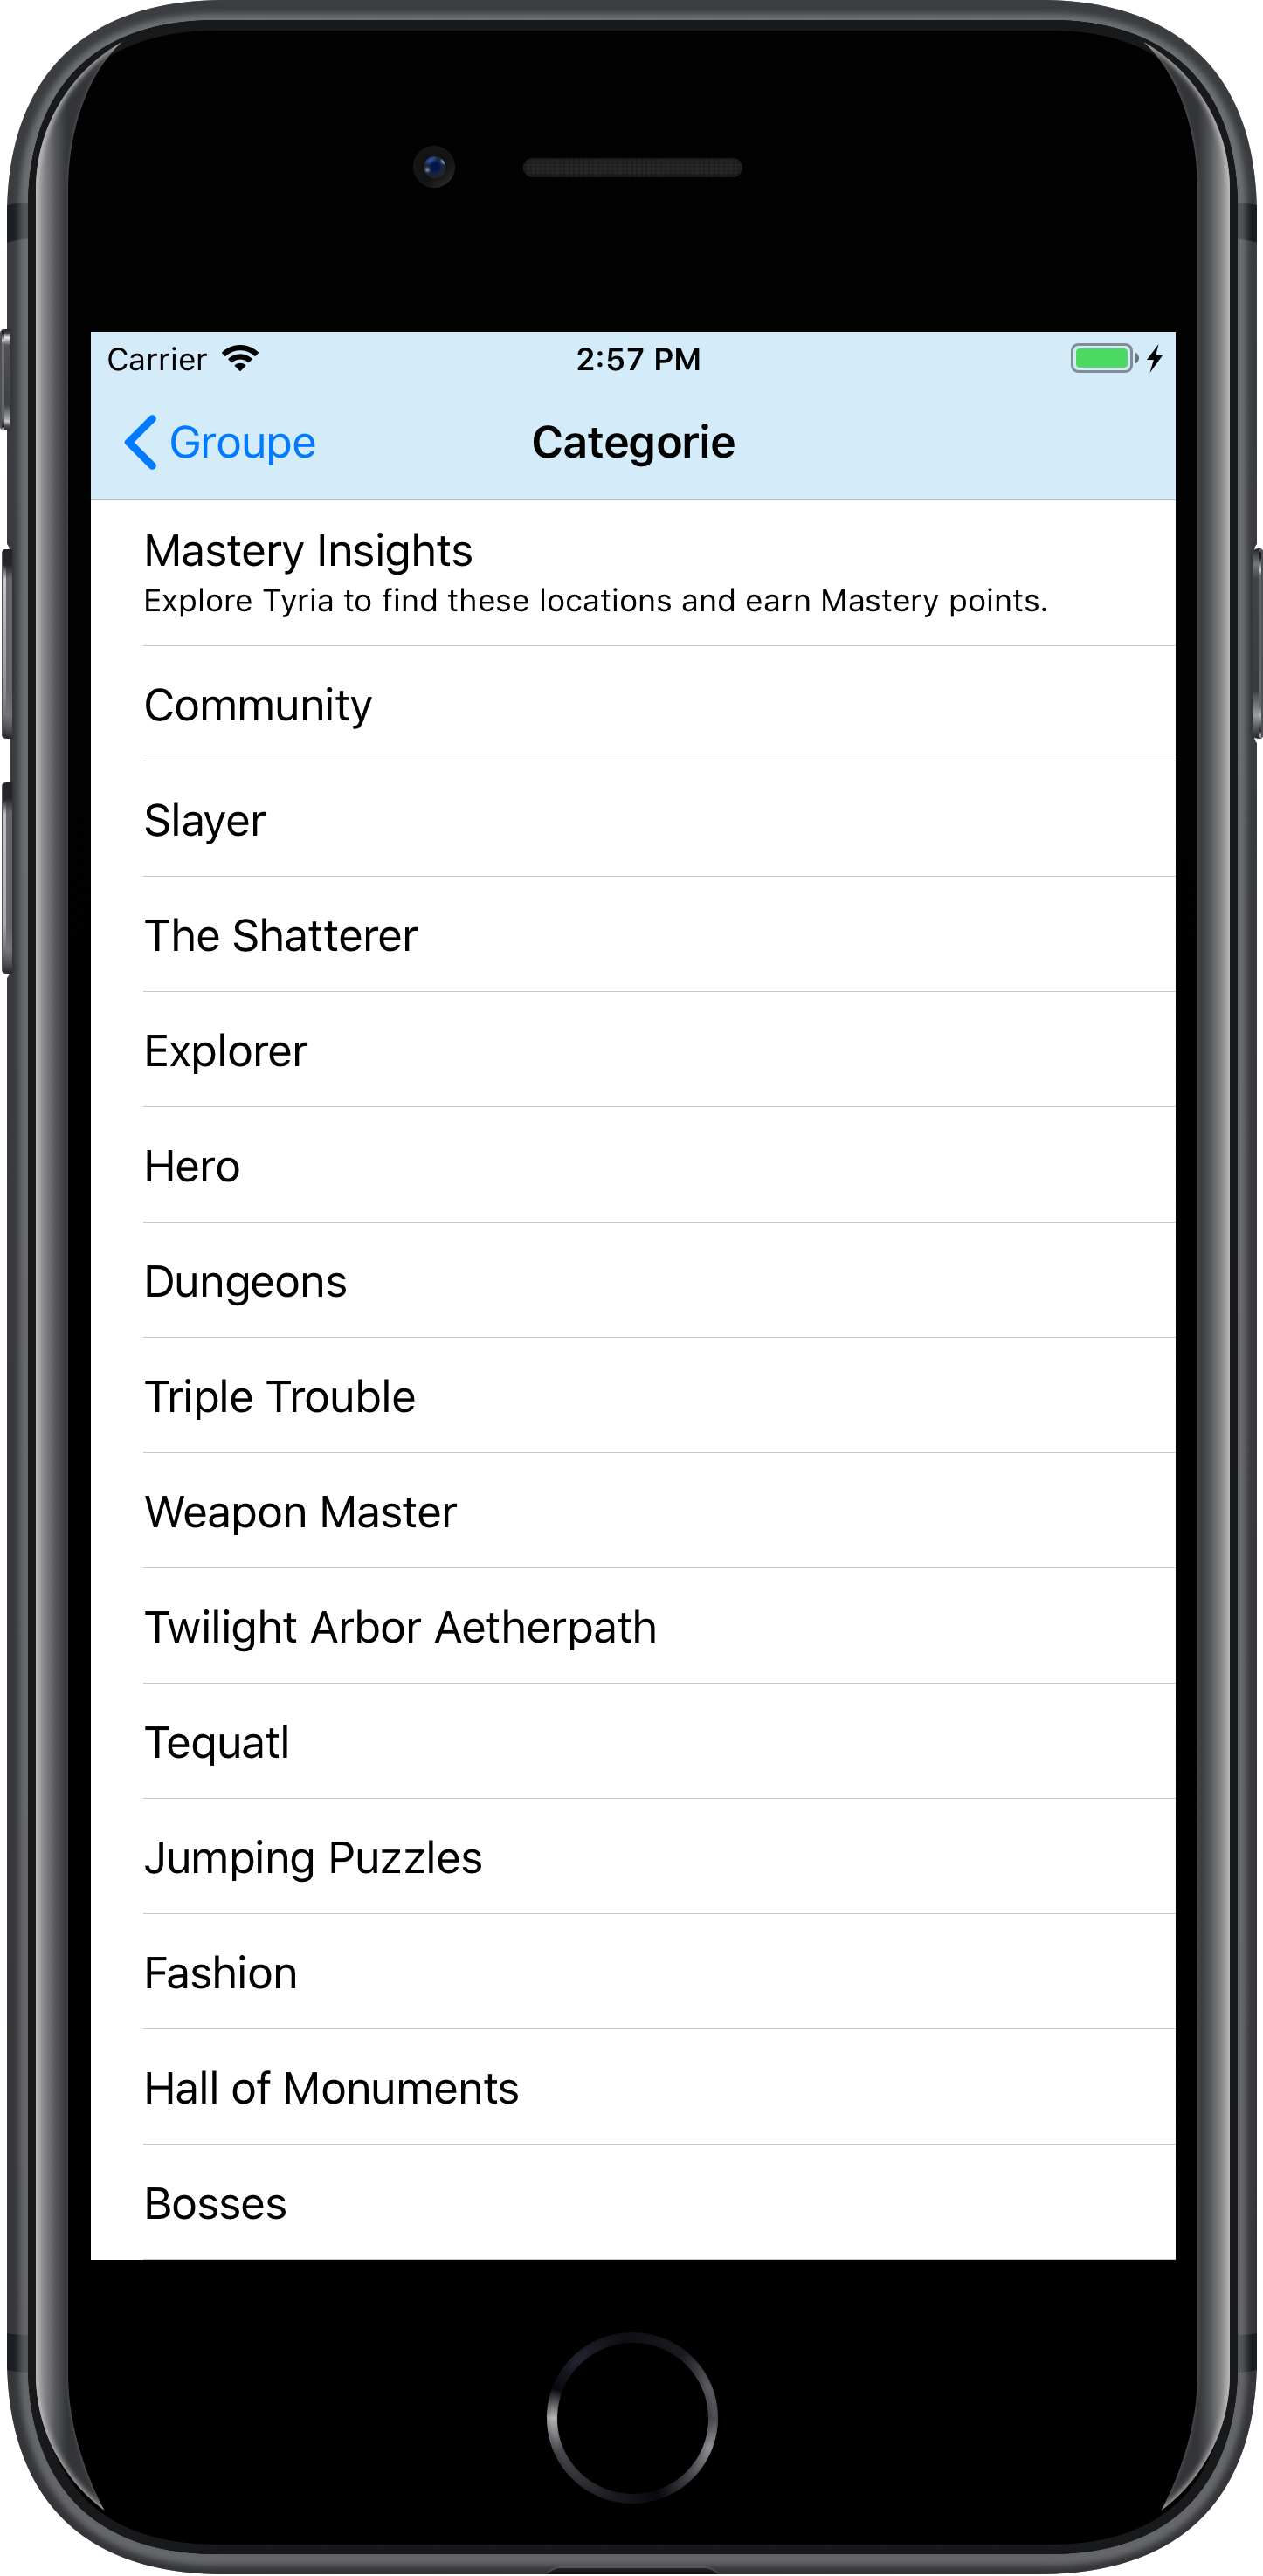 Carrier 2:57 PM
Groupe Categorie
Mastery Insights
Explore Tyria to find these locations and earn Mastery points.
Community
Slayer
The Shatterer
Explorer
Hero
Dungeons
Triple Trouble
Weapon Master
Twilight Arbor Aetherpath
Tequatl
Jumping Puzzles
Fashion
Hall of Monuments
Bosses